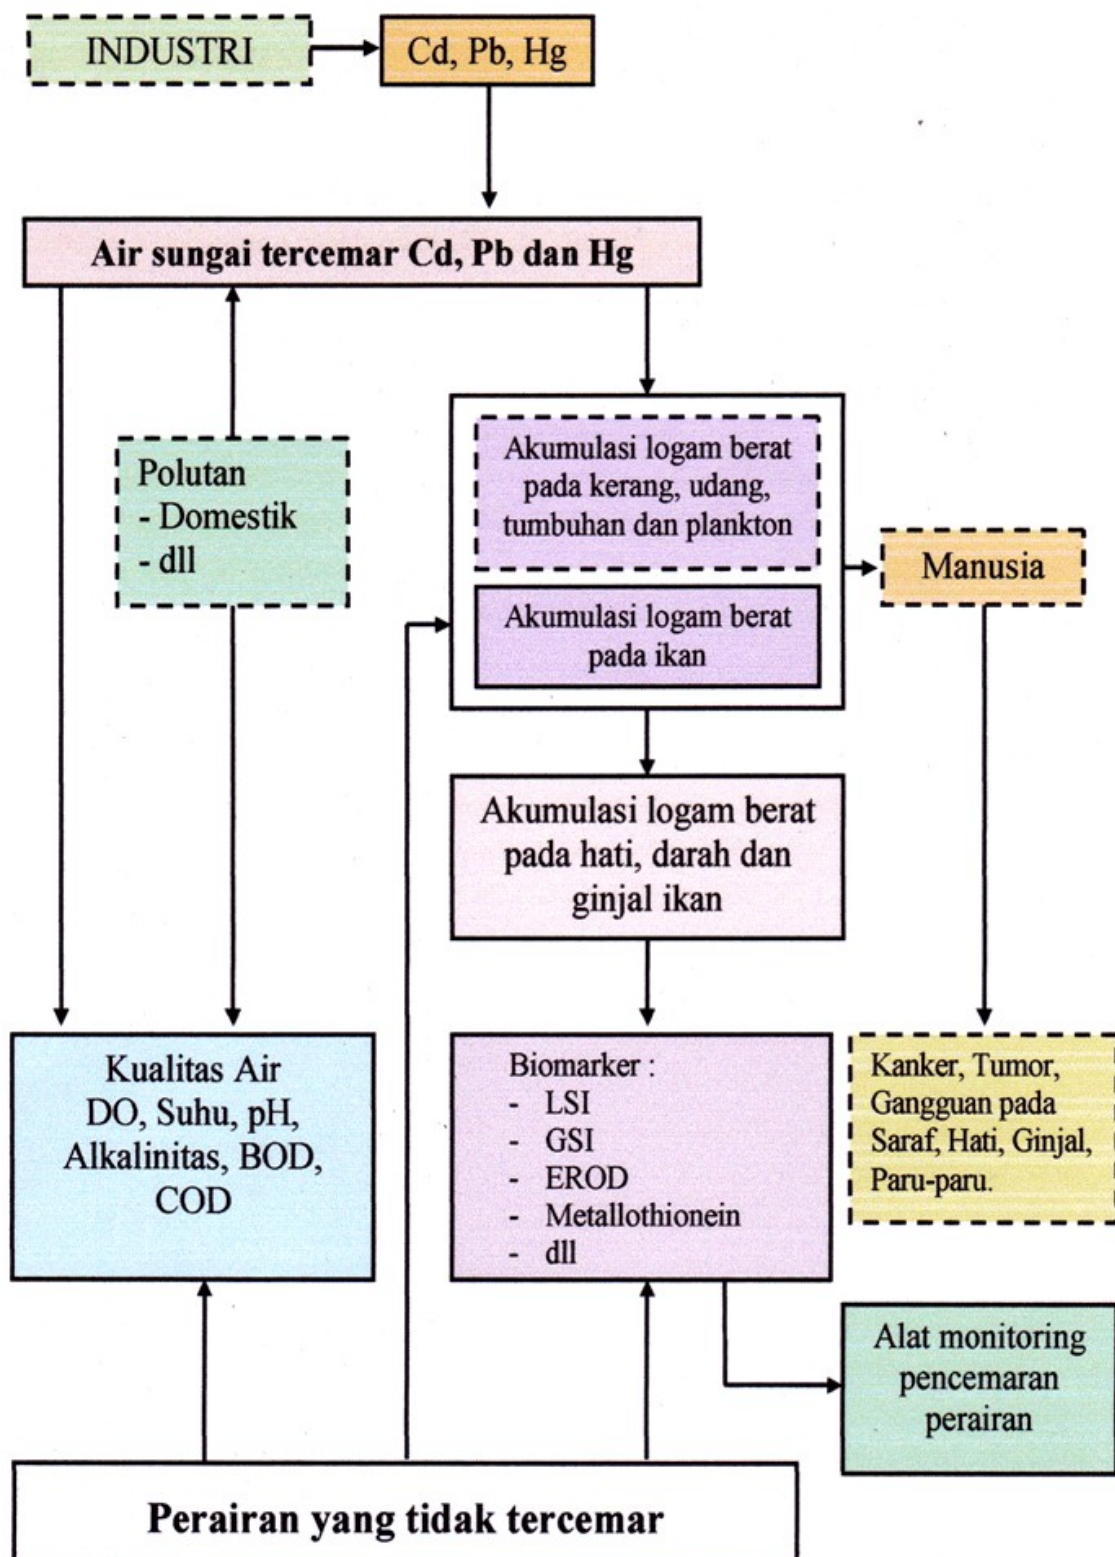 INDUSTRI
Cd, Pb, Hg
Air sungai tercemar Cd, Pb dan Hg
Polutan
- Domestik
- dll
Akumulasi logam berat
pada kerang, udang,
tumbuhan dan plankton
Akumulasi logam berat
pada ikan
Manusia
Akumulasi logam berat
pada hati, darah dan
ginjal ikan
Kualitas Air
DO, Suhu, pH,
Alkalinitas, BOD,
COD
Biomarker :
- LSI
- GSI
- EROD
- Metallothionein
- dll
Kanker, Tumor,
Gangguan pada
Saraf, Hati, Ginjal,
Paru-paru.
Alat monitoring
pencemaran
perairan
Perairan yang tidak tercemar